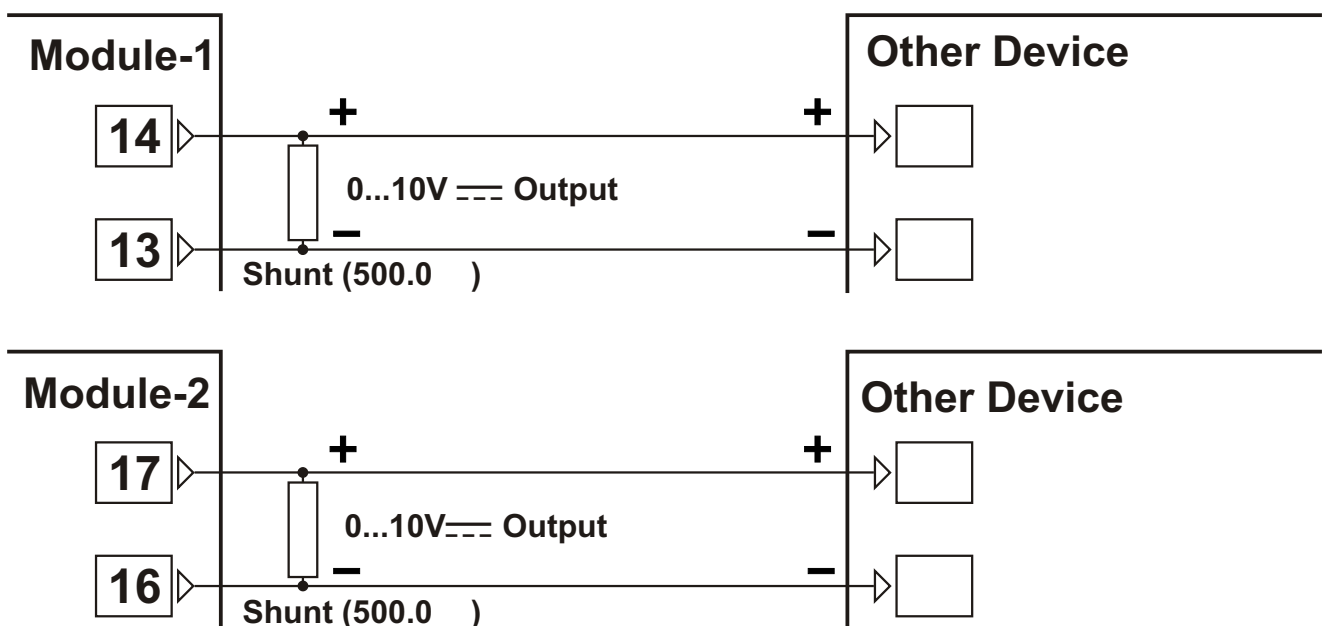 Module-1
Other Device
14
+
+
0...10V ⎓ Output
13
−
−
Shunt (500.0 )
Module-2
Other Device
17
+
+
0...10V⎓ Output
16
−
−
Shunt (500.0 )